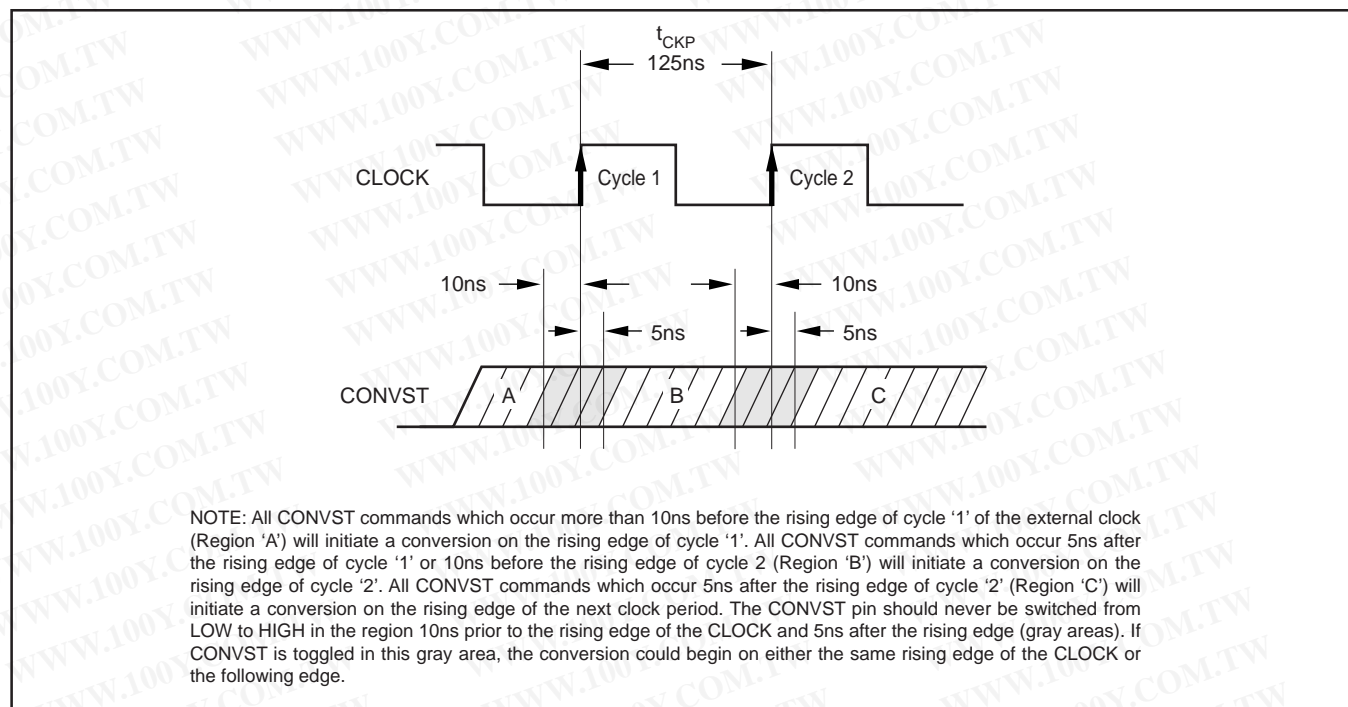 tCKP
125ns
CLOCK
Cycle 1
Cycle 2
10ns
10ns
5ns
5ns
CONVST
A
B
C
NOTE: All CONVST commands which occur more than 10ns before the rising edge of cycle ‘1’ of the external clock
(Region ‘A’) will initiate a conversion on the rising edge of cycle ‘1’. All CONVST commands which occur 5ns after
the rising edge of cycle ‘1’ or 10ns before the rising edge of cycle 2 (Region ‘B’) will initiate a conversion on the
rising edge of cycle ‘2’. All CONVST commands which occur 5ns after the rising edge of cycle ‘2’ (Region ‘C’) will
initiate a conversion on the rising edge of the next clock period. The CONVST pin should never be switched from
LOW to HIGH in the region 10ns prior to the rising edge of the CLOCK and 5ns after the rising edge (gray areas). If
CONVST is toggled in this gray area, the conversion could begin on either the same rising edge of the CLOCK or
the following edge.
WWW.100Y.COM.TW